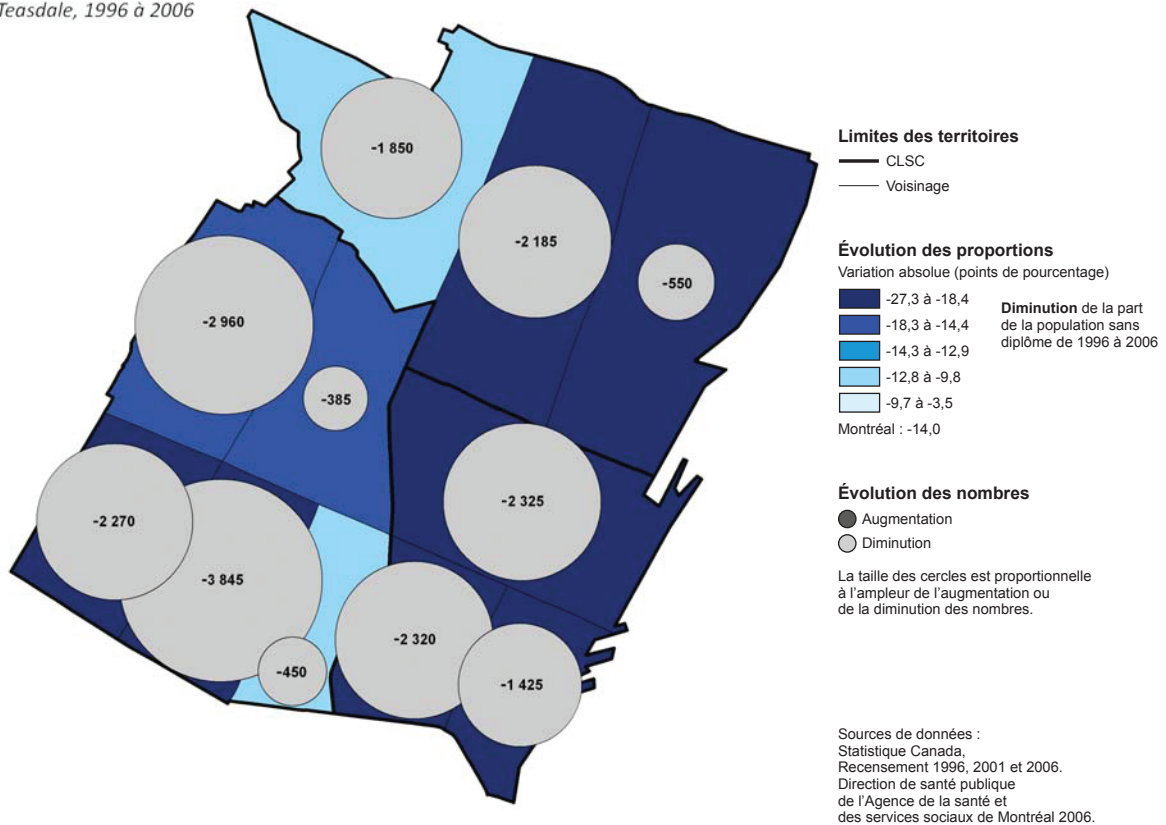 Teasdale, 1996 à 2006
-1 850
-2 185
-550
-2 960
-385
-2 270
-3 845
-2 325
-450
-2 320
-1 425
Limites des territoires
CLSC
Voisinage
Évolution des proportions
Variation absolue (points de pourcentage)
-27,3 à -18,4
-18,3 à -14,4
-14,3 à -12,9
-12,8 à -9,8
-9,7 à -3,5
Diminution de la part
de la population sans
diplôme de 1996 à 2006
Montréal : -14,0
Évolution des nombres
Augmentation
Diminution
La taille des cercles est proportionnelle
à l'ampleur de l'augmentation ou
de la diminution des nombres.
Sources de données :
Statistique Canada,
Recensement 1996, 2001 et 2006.
Direction de santé publique
de l'Agence de la santé et
des services sociaux de Montréal 2006.